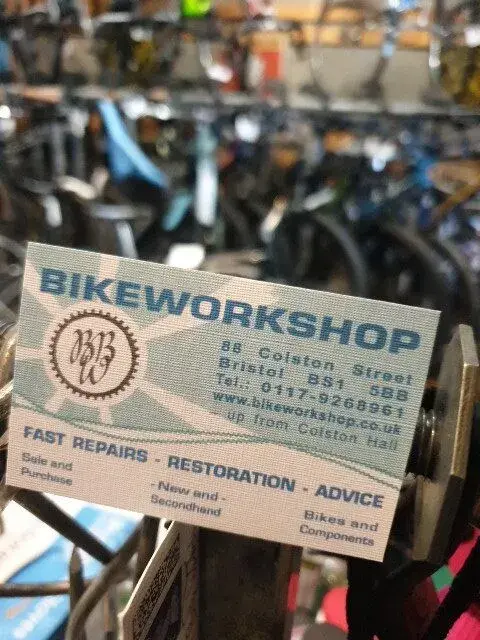 BIKEWORKSHOP
BBW
88 Colston Street
Bristol BS1 5BB
Tel.: 0117-9268961
www.bikeworkshop.co.uk
- up from Colston Hall
FAST REPAIRS - RESTORATION - ADVICE
Sale and
Purchase
- New and -
Secondhand
Bikes and
Components